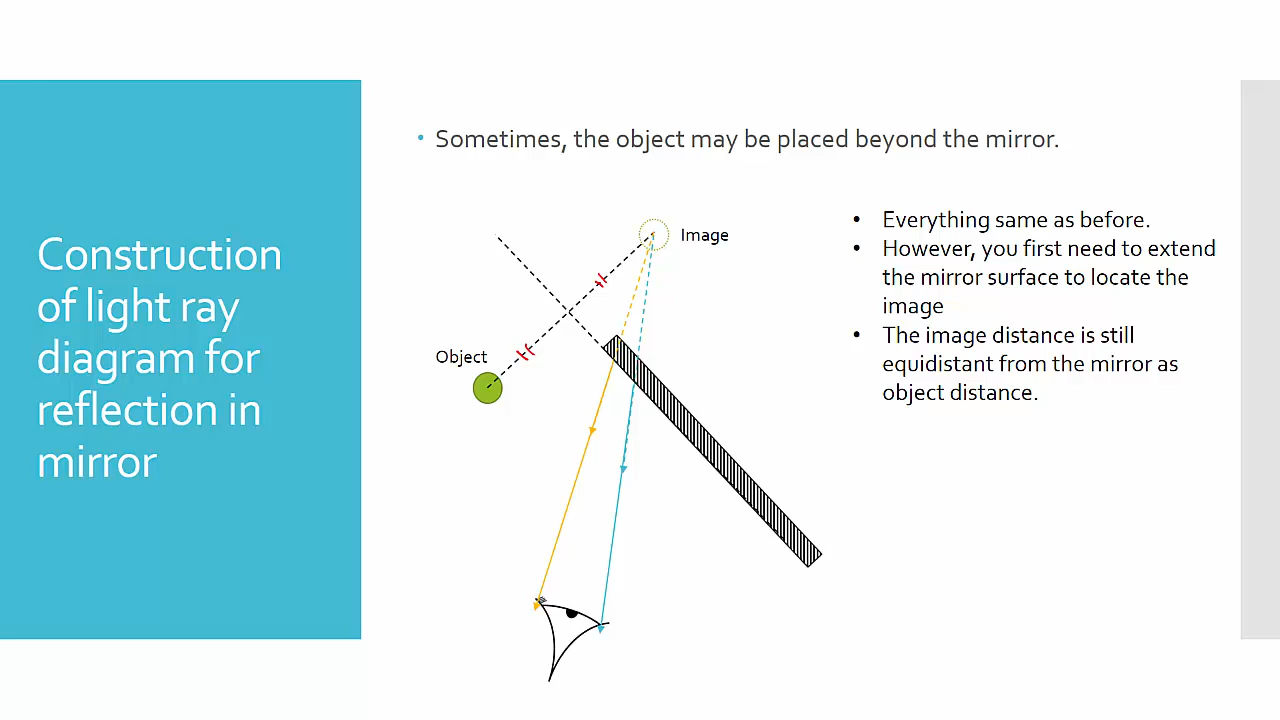 Construction
of light ray
diagram for
reflection in
mirror
• Sometimes, the object may be placed beyond the mirror.
Image
Object
• Everything same as before.
• However, you first need to extend
the mirror surface to locate the
image
• The image distance is still
equidistant from the mirror as
object distance.